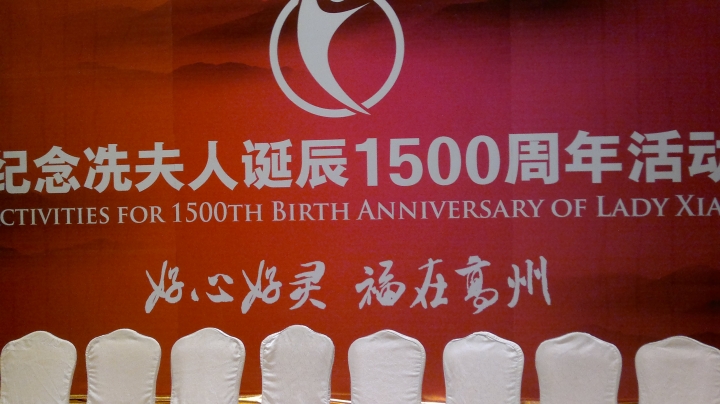 纪念冼夫人诞辰1500周年活动
CTIVITIES FOR 1500TH BIRTH ANNIVERSARY OF LADY XIA
好心好灵 福在高州